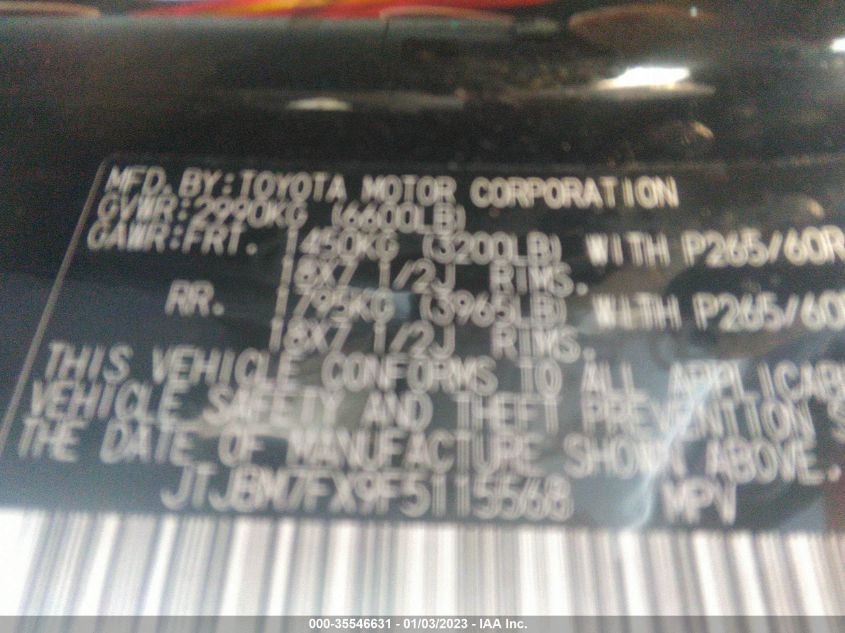 MFD.BY:TOYOTA MOTOR CORPORATION
GVWR:2990KG (6600LB)
GAWR:FRT. 1450KG (3200LB) WITH P265/60R
18X7 1/2J RIMS.
RR. 1795KG (3965LB) WITH P265/60
18X7 1/2J RIMS.
THIS VEHICLE CONFORMS TO ALL APPLICAB
VEHICLE SAFETY AND THEFT PREVENTION S
THE DATE OF MANUFACTURE SHOWN ABOVE.
JTJBM7FX9F5115568 MPV
000-35546631 - 01/03/2023 - IAA Inc.